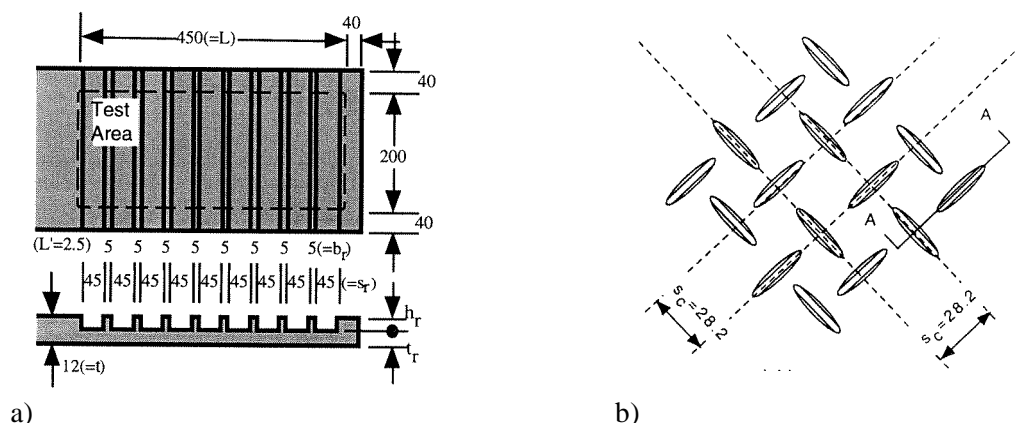 450(=L)
40
40
Test
Area
200
40
(L'=2.5) 5 5 5 5 5 5 5 5(=b_r)
45 45 45 45 45 45 45 45 45 (=s_r)
h_r
t_r
12(=t)
a)
A
A
s_c=28.2
s_c=28.2
b)